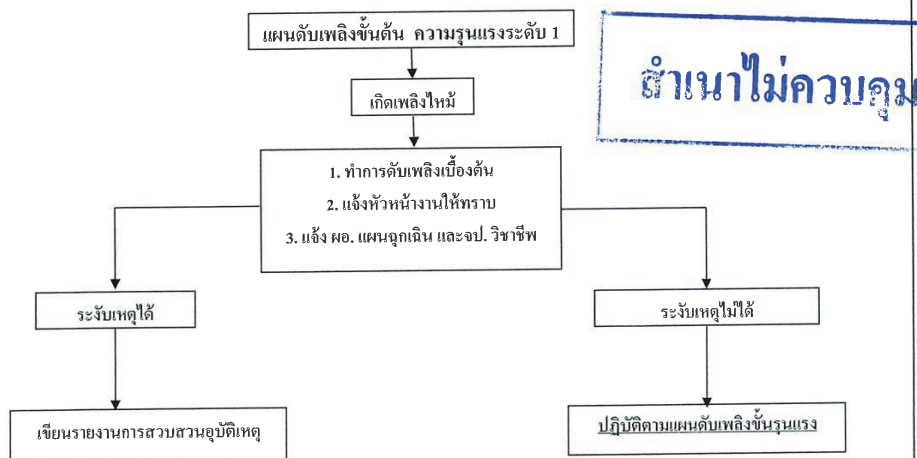 แผนดับเพลิงขั้นต้น ความรุนแรงระดับ 1
สำเนาไม่ควบคุม
เกิดเพลิงไหม้
1. ทำการดับเพลิงเบื้องต้น
2. แจ้งหัวหน้างานให้ทราบ
3. แจ้ง ผอ. แผนฉุกเฉิน และจป. วิชาชีพ
ระงับเหตุได้
ระงับเหตุไม่ได้
เขียนรายงานการสวบสวนอุบัติเหตุ
ปฏิบัติตามแผนดับเพลิงขั้นรุนแรง